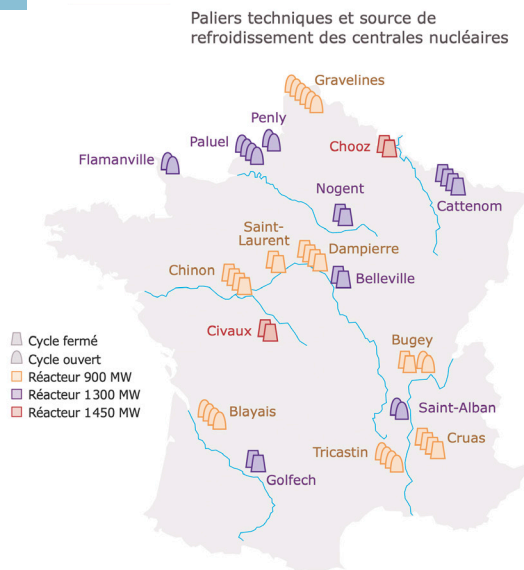 Paliers techniques et source de
refroidissement des centrales nucléaires
Gravelines
Penly
Paluel
Chooz
Flamanville
Nogent
Cattenom
Saint-
Laurent
Dampierre
Chinon
Belleville
Civaux
Bugey
Cycle fermé
Cycle ouvert
Réacteur 900 MW
Réacteur 1300 MW
Réacteur 1450 MW
Blayais
Saint-Alban
Cruas
Tricastin
Golfech